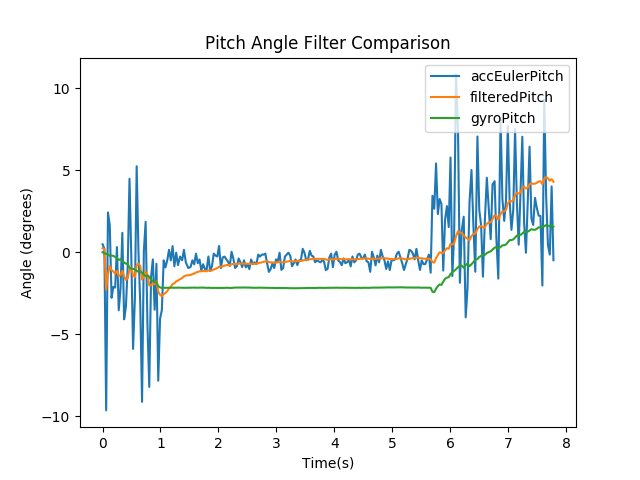 Pitch Angle Filter Comparison
accEulerPitch
filteredPitch
gyroPitch
Angle (degrees)
10
5
0
−5
−10
0 1 2 3 4 5 6 7 8
Time(s)